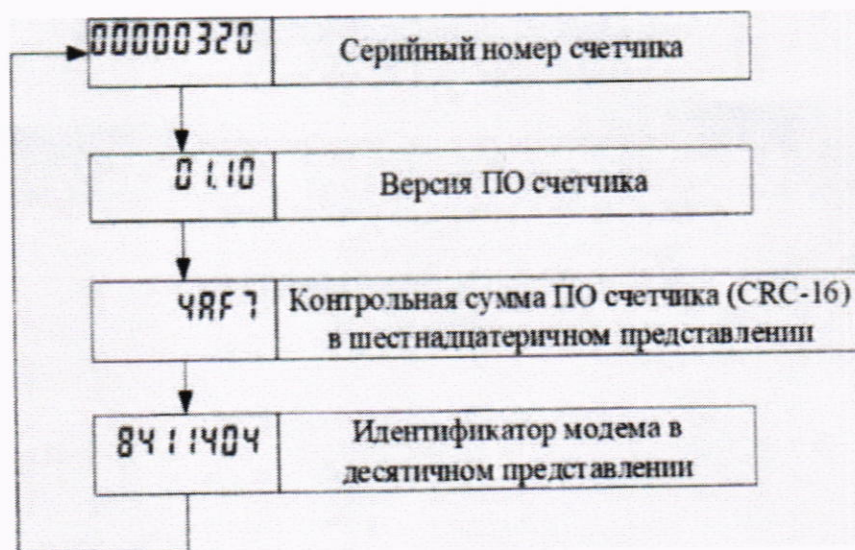 00000320
Серийный номер счетчика
01.10
Версия ПО счетчика
4AF7
Контрольная сумма ПО счетчика (CRC-16)
в шестнадцатеричном представлении
8411404
Идентификатор модема в
десятичном представлении